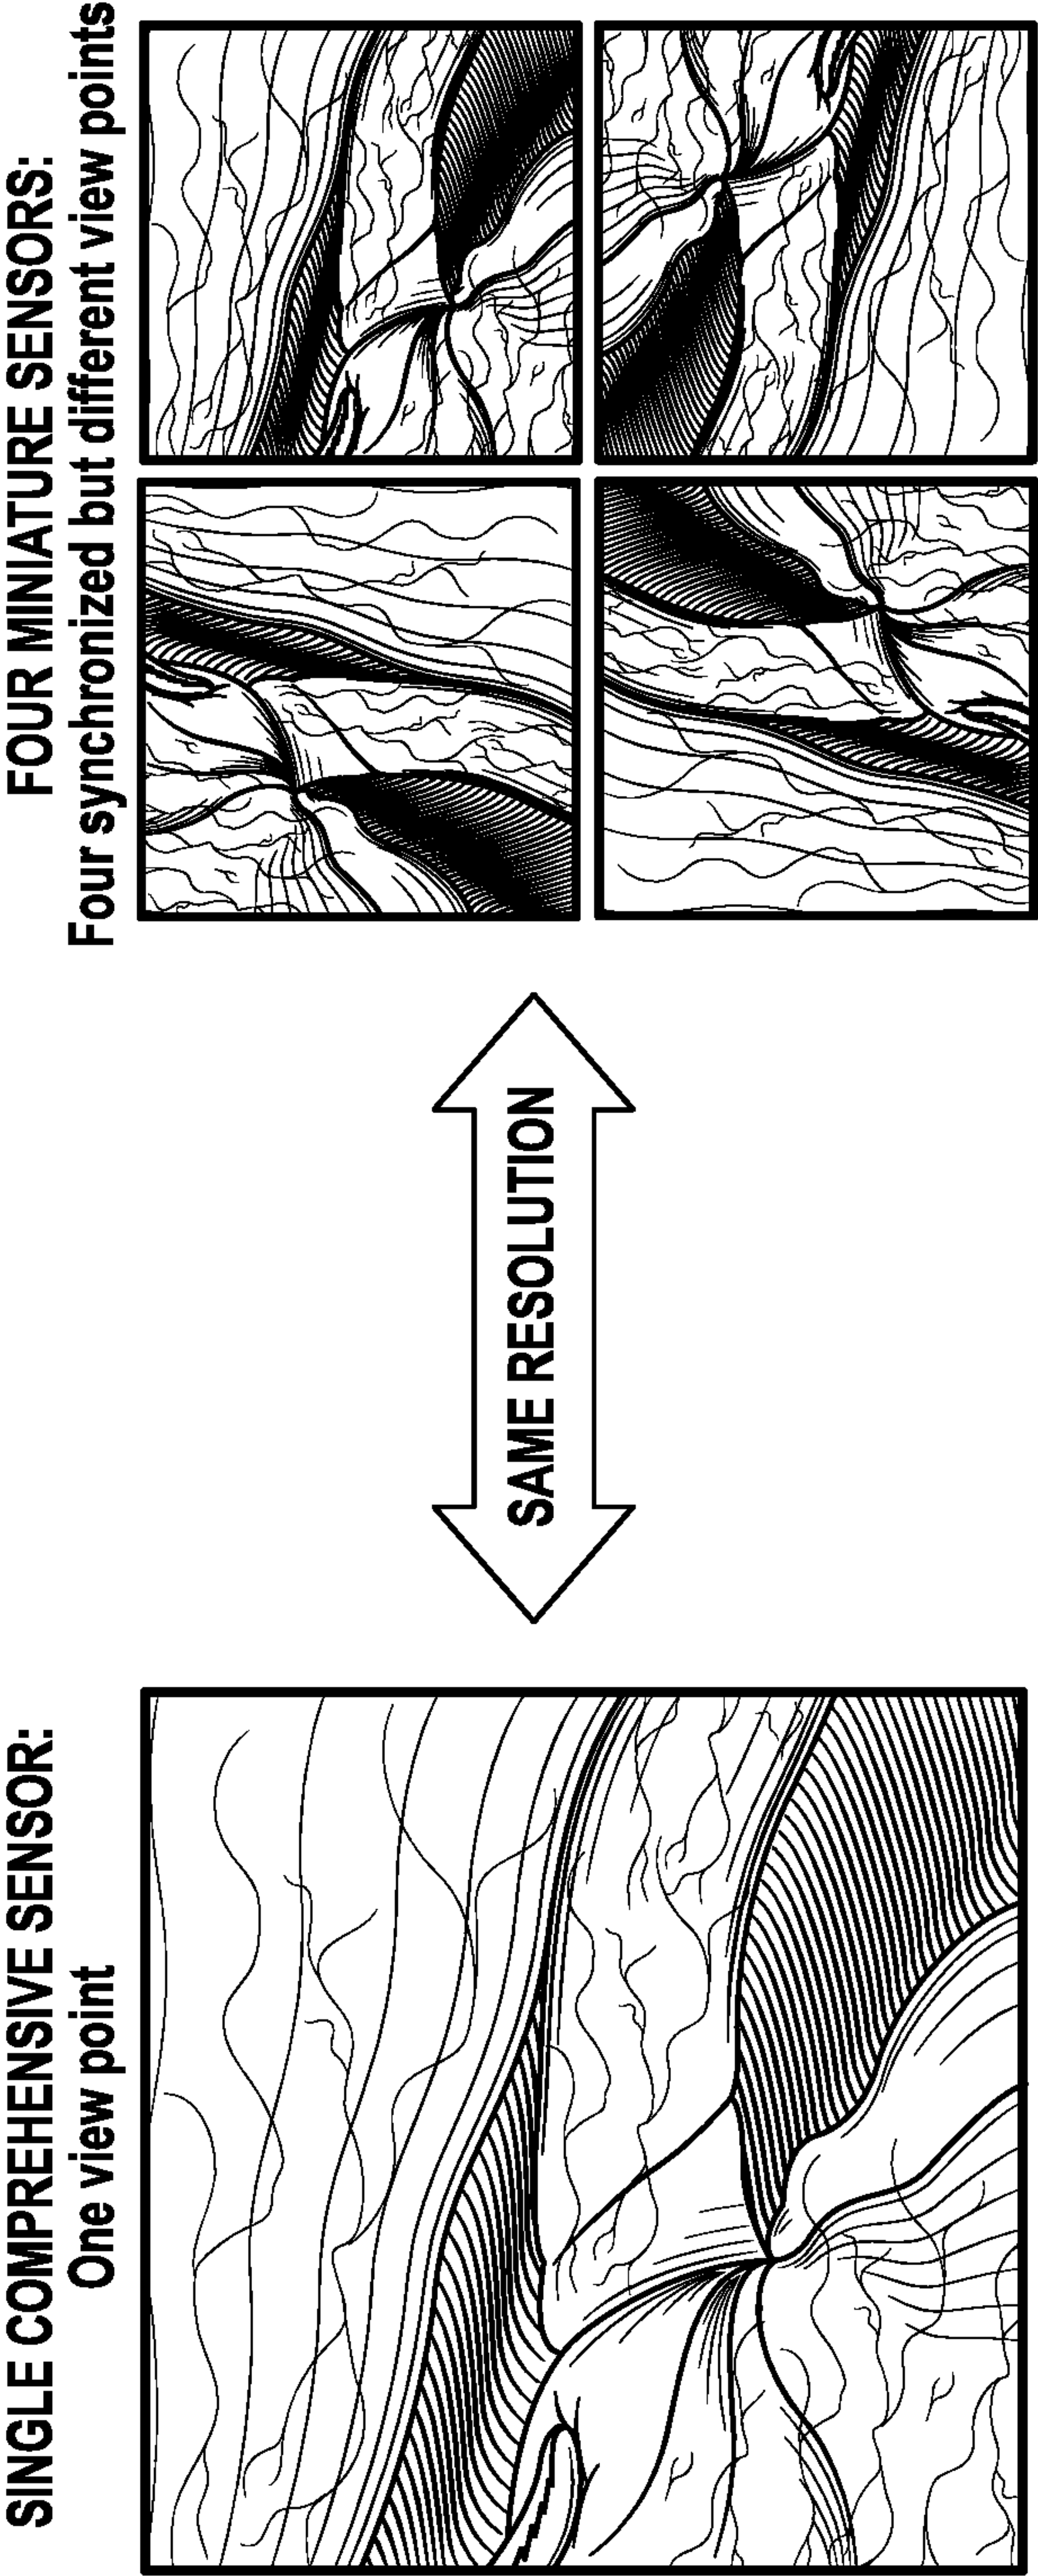 SINGLE COMPREHENSIVE SENSOR:
One view point
SAME RESOLUTION
FOUR MINIATURE SENSORS:
Four synchronized but different view points